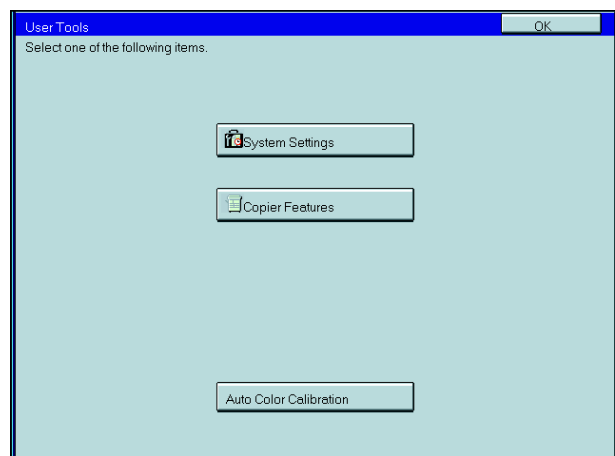 User Tools
OK
Select one of the following items.
System Settings
Copier Features
Auto Color Calibration